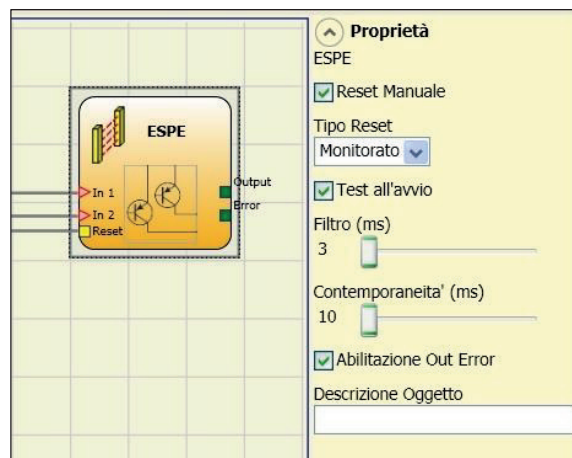 ESPE
In 1
In 2
Reset
Output
Error
Proprietà
ESPE
Reset Manuale
Tipo Reset
Monitorato
Test all'avvio
Filtro (ms)
3
Contemporaneita' (ms)
10
Abilitazione Out Error
Descrizione Oggetto